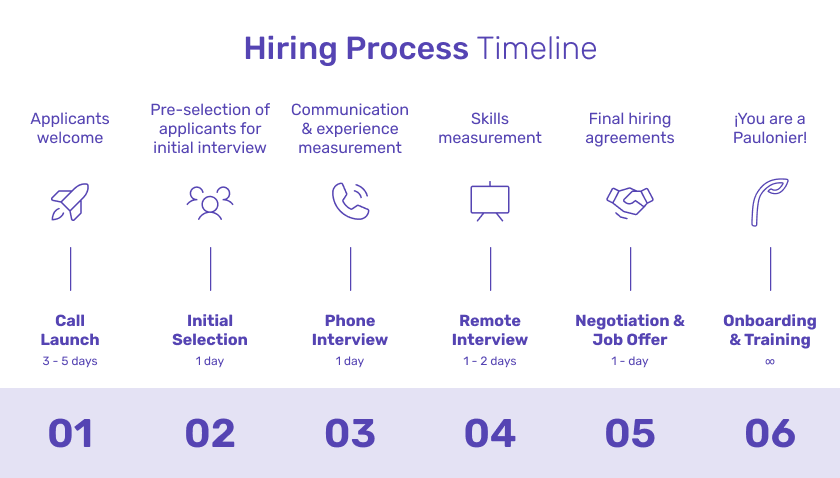 Hiring Process Timeline
Applicants
welcome
Pre-selection of
applicants for
initial interview
Communication
& experience
measurement
Skills
measurement
Final hiring
agreements
¡You are a
Paulonier!
Call
Launch
3 - 5 days
Initial
Selection
1 day
Phone
Interview
1 day
Remote
Interview
1 - 2 days
Negotiation &
Job Offer
1 - day
Onboarding
& Training
∞
01
02
03
04
05
06